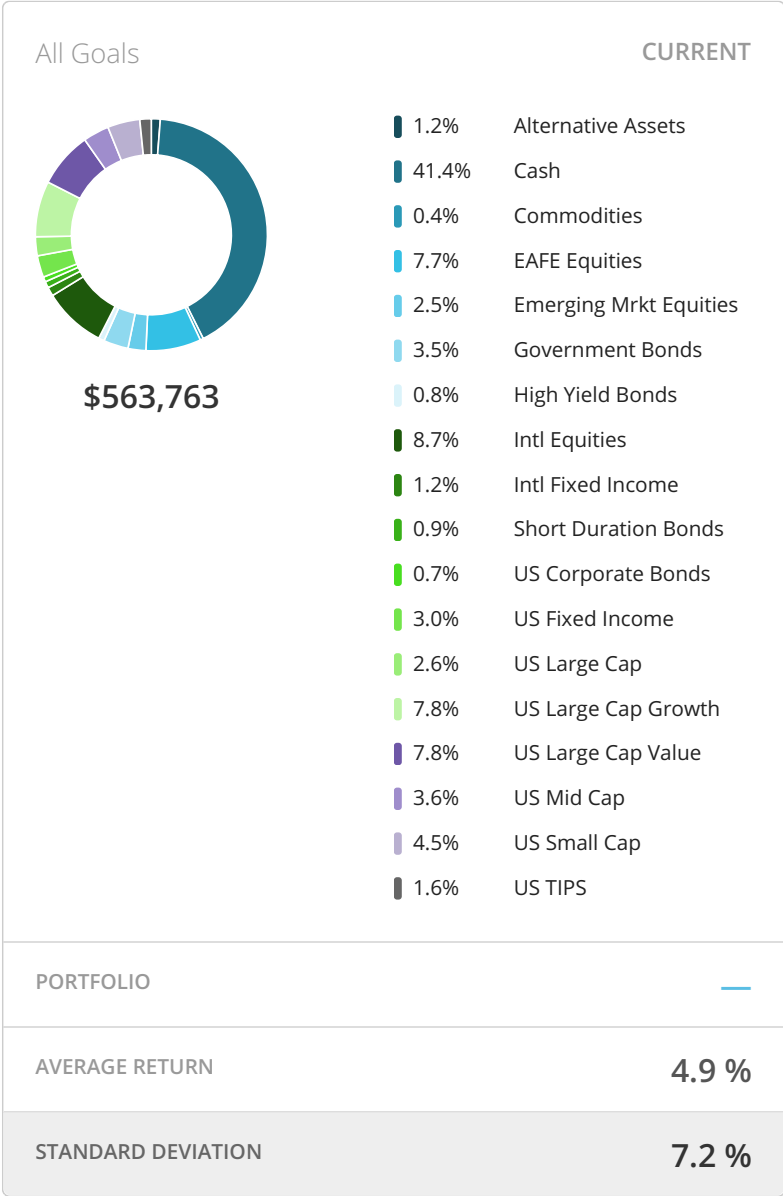 All Goals CURRENT
$563,763
1.2% Alternative Assets
41.4% Cash
0.4% Commodities
7.7% EAFE Equities
2.5% Emerging Mrkt Equities
3.5% Government Bonds
0.8% High Yield Bonds
8.7% Intl Equities
1.2% Intl Fixed Income
0.9% Short Duration Bonds
0.7% US Corporate Bonds
3.0% US Fixed Income
2.6% US Large Cap
7.8% US Large Cap Growth
7.8% US Large Cap Value
3.6% US Mid Cap
4.5% US Small Cap
1.6% US TIPS
PORTFOLIO —
AVERAGE RETURN 4.9 %
STANDARD DEVIATION 7.2 %